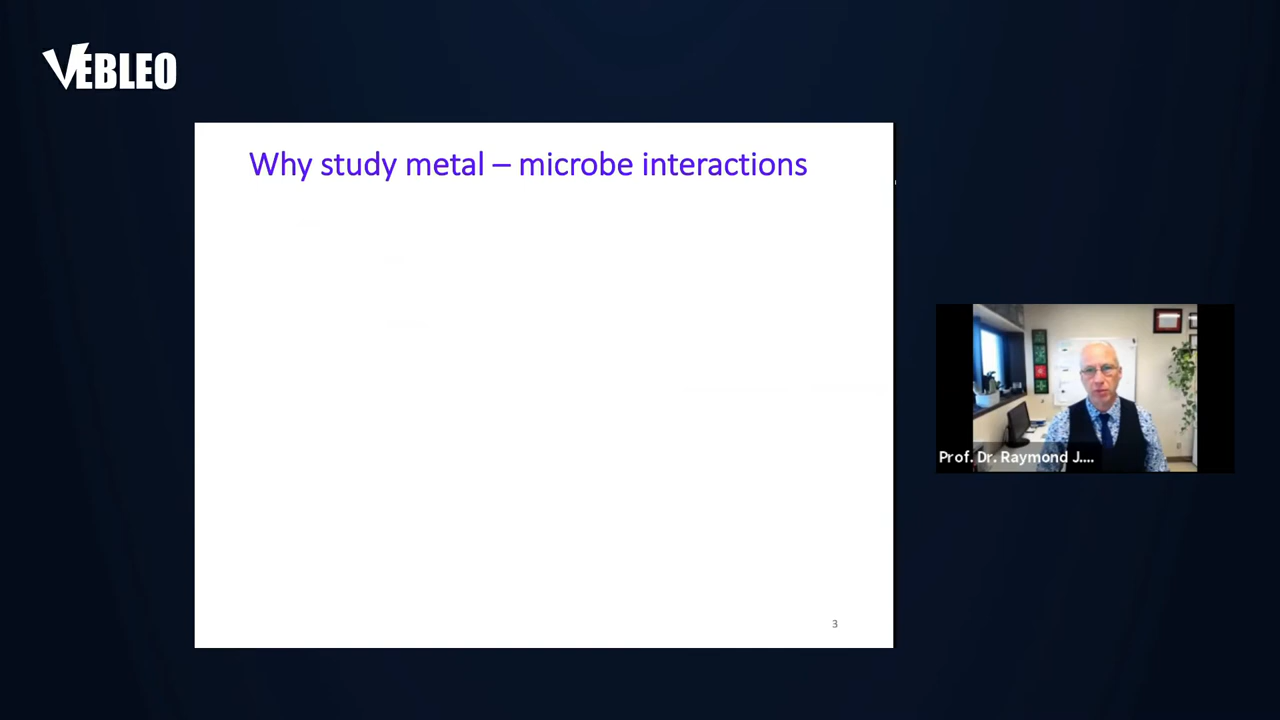 VEBLEO
Why study metal – microbe interactions
Prof. Dr. Raymond J....
3